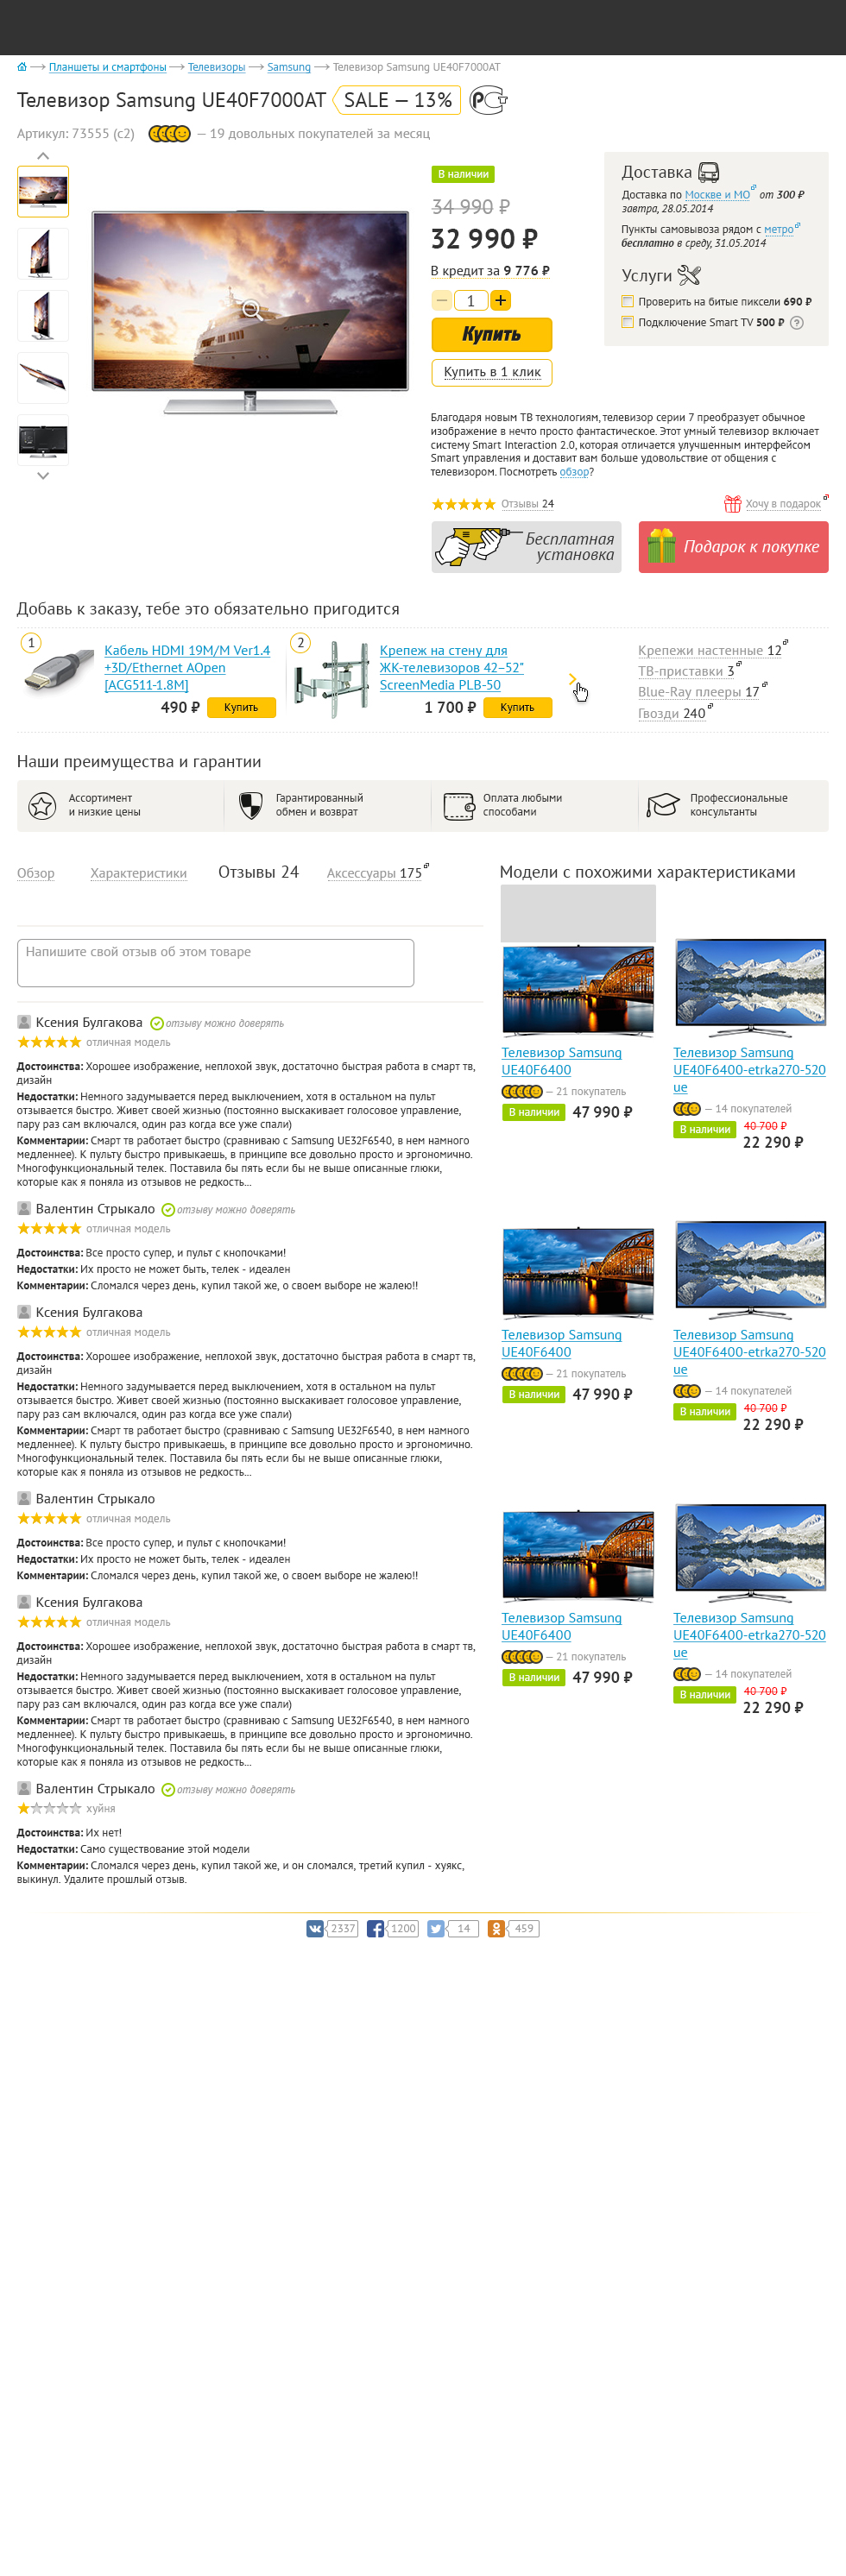 Планшеты и смартфоны
Телевизоры
Samsung
Телевизор Samsung UE40F7000AT
Телевизор Samsung UE40F7000AT
SALE — 13%
Артикул: 73555 (с2)
— 19 довольных покупателей за месяц
В наличии
34 990 ₽
32 990 ₽
В кредит за 9 776 ₽
− 1 +
Купить
Купить в 1 клик
Доставка
Доставка по Москве и МО от 300 ₽
завтра, 28.05.2014
Пункты самовывоза рядом с метро
бесплатно в среду, 31.05.2014
Услуги
Проверить на битые пиксели 690 ₽
Подключение Smart TV 500 ₽ ?
Благодаря новым ТВ технологиям, телевизор серии 7 преобразует обычное
изображение в нечто просто фантастическое. Этот умный телевизор включает
систему Smart Interaction 2.0, которая отличается улучшенным интерфейсом
Smart управления и доставит вам больше удовольствие от общения с
телевизором. Посмотреть обзор?
Отзывы 24
Хочу в подарок
Бесплатная
установка
Подарок к покупке
Добавь к заказу, тебе это обязательно пригодится
1
Кабель HDMI 19M/M Ver1.4
+3D/Ethernet AOpen
[ACG511-1.8M]
490 ₽ Купить
2
Крепеж на стену для
ЖК-телевизоров 42–52"
ScreenMedia PLB-50
1 700 ₽ Купить
Крепежи настенные 12
ТВ-приставки 3
Blue-Ray плееры 17
Гвозди 240
Наши преимущества и гарантии
Ассортимент
и низкие цены
Гарантированный
обмен и возврат
Оплата любыми
способами
Профессиональные
консультанты
Обзор
Характеристики
Отзывы 24
Аксессуары 175
Напишите свой отзыв об этом товаре
Ксения Булгакова отзыву можно доверять
отличная модель
Достоинства: Хорошее изображение, неплохой звук, достаточно быстрая работа в смарт тв,
дизайн
Недостатки: Немного задумывается перед выключением, хотя в остальном на пульт
отзывается быстро. Живет своей жизнью (постоянно выскакивает голосовое управление,
пару раз сам включался, один раз когда все уже спали)
Комментарии: Смарт тв работает быстро (сравниваю с Samsung UE32F6540, в нем намного
медленнее). К пульту быстро привыкаешь, в принципе все довольно просто и эргономично.
Многофункциональный телек. Поставила бы пять если бы не выше описанные глюки,
которые как я поняла из отзывов не редкость...
Валентин Стрыкало отзыву можно доверять
отличная модель
Достоинства: Все просто супер, и пульт с кнопочками!
Недостатки: Их просто не может быть, телек - идеален
Комментарии: Сломался через день, купил такой же, о своем выборе не жалею!!
Ксения Булгакова
отличная модель
Достоинства: Хорошее изображение, неплохой звук, достаточно быстрая работа в смарт тв,
дизайн
Недостатки: Немного задумывается перед выключением, хотя в остальном на пульт
отзывается быстро. Живет своей жизнью (постоянно выскакивает голосовое управление,
пару раз сам включался, один раз когда все уже спали)
Комментарии: Смарт тв работает быстро (сравниваю с Samsung UE32F6540, в нем намного
медленнее). К пульту быстро привыкаешь, в принципе все довольно просто и эргономично.
Многофункциональный телек. Поставила бы пять если бы не выше описанные глюки,
которые как я поняла из отзывов не редкость...
Валентин Стрыкало
отличная модель
Достоинства: Все просто супер, и пульт с кнопочками!
Недостатки: Их просто не может быть, телек - идеален
Комментарии: Сломался через день, купил такой же, о своем выборе не жалею!!
Ксения Булгакова
отличная модель
Достоинства: Хорошее изображение, неплохой звук, достаточно быстрая работа в смарт тв,
дизайн
Недостатки: Немного задумывается перед выключением, хотя в остальном на пульт
отзывается быстро. Живет своей жизнью (постоянно выскакивает голосовое управление,
пару раз сам включался, один раз когда все уже спали)
Комментарии: Смарт тв работает быстро (сравниваю с Samsung UE32F6540, в нем намного
медленнее). К пульту быстро привыкаешь, в принципе все довольно просто и эргономично.
Многофункциональный телек. Поставила бы пять если бы не выше описанные глюки,
которые как я поняла из отзывов не редкость...
Валентин Стрыкало отзыву можно доверять
хуйня
Достоинства: Их нет!
Недостатки: Само существование этой модели
Комментарии: Сломался через день, купил такой же, и он сломался, третий купил - хуякс,
выкинул. Удалите прошлый отзыв.
Модели с похожими характеристиками
Телевизор Samsung
UE40F6400
— 21 покупатель
В наличии 47 990 ₽
Телевизор Samsung
UE40F6400-etrka270-520
ue
— 14 покупателей
В наличии
40 700 ₽
22 290 ₽
Телевизор Samsung
UE40F6400
— 21 покупатель
В наличии 47 990 ₽
Телевизор Samsung
UE40F6400-etrka270-520
ue
— 14 покупателей
В наличии
40 700 ₽
22 290 ₽
Телевизор Samsung
UE40F6400
— 21 покупатель
В наличии 47 990 ₽
Телевизор Samsung
UE40F6400-etrka270-520
ue
— 14 покупателей
В наличии
40 700 ₽
22 290 ₽
2337
1200
14
459